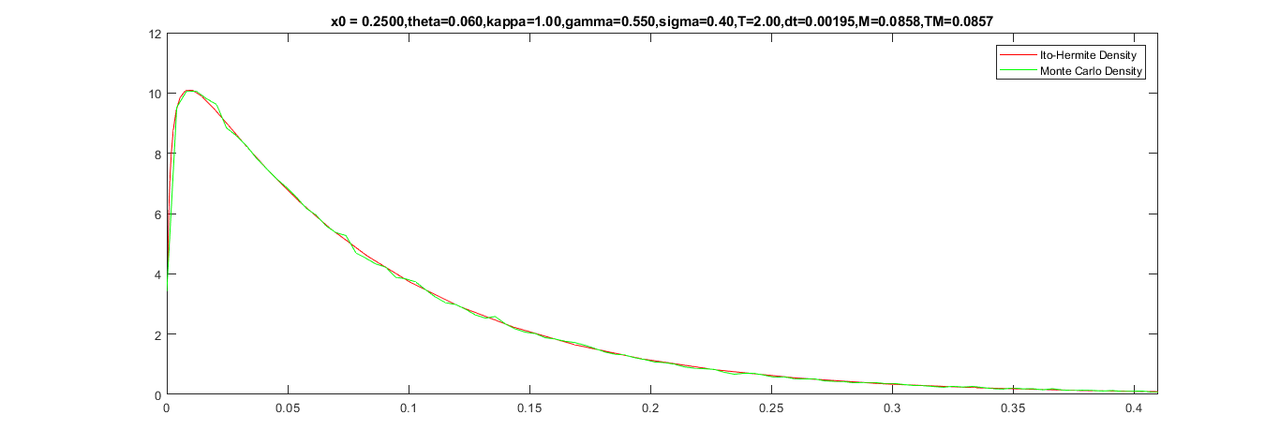 x0 = 0.2500,theta=0.060,kappa=1.00,gamma=0.550,sigma=0.40,T=2.00,dt=0.00195,M=0.0858,TM=0.0857
12
10
8
6
4
2
0
Ito-Hermite Density
Monte Carlo Density
0 0.05 0.1 0.15 0.2 0.25 0.3 0.35 0.4